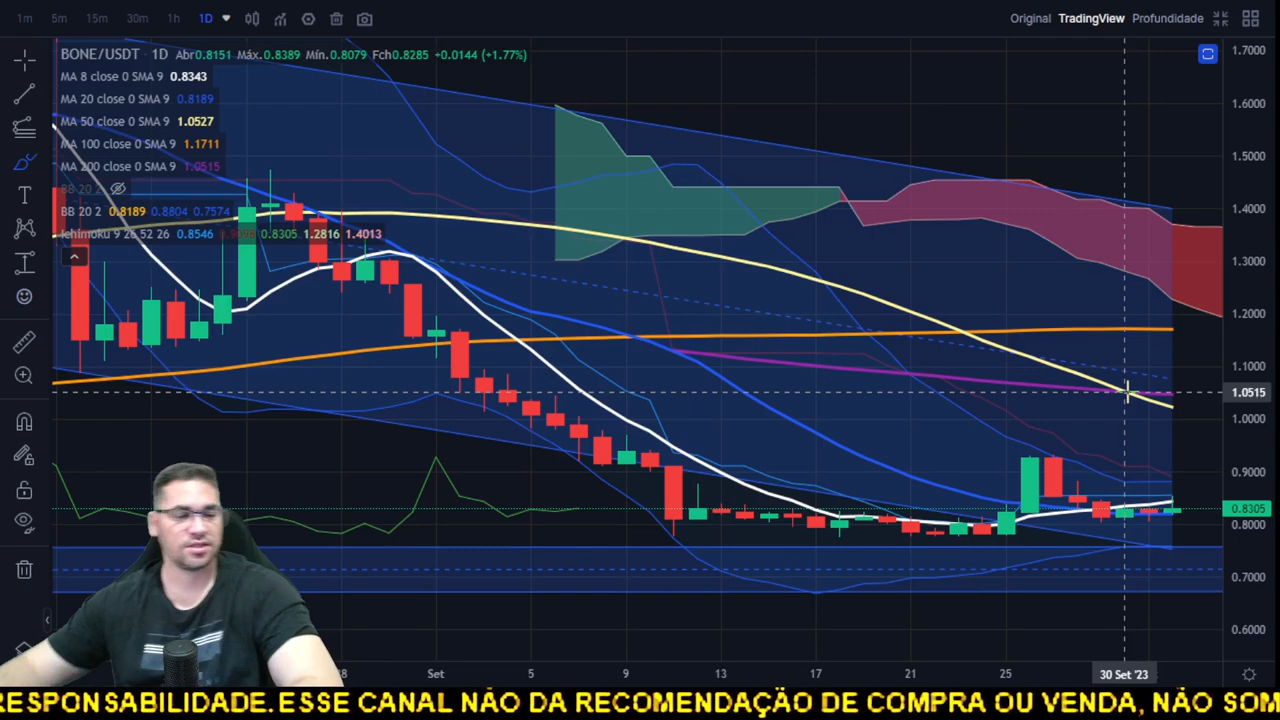 1m 5m 15m 30m 1h 1D Original TradingView Profundidade
BONE/USDT · 1D Abr0.8151 Máx.0.8389 Mín.0.8079 Fch0.8285 +0.0144 (+1.77%)
MA 8 close 0 SMA 9 0.8343
MA 20 close 0 SMA 9 0.8189
MA 50 close 0 SMA 9 1.0527
MA 100 close 0 SMA 9 1.1711
MA 200 close 0 SMA 9 1.0515
BB 20 2
BB 20 2 0.8189 0.8804 0.7574
Ichimoku 9 26 52 26 0.8546 0.8305 1.2816 1.4013
1.7000
1.6000
1.5000
1.4000
1.3000
1.2000
1.1000
1.0515
1.0000
0.9000
0.8305
0.8000
0.7000
0.6000
Set 5 9 13 17 21 25 30 Set '23
RESPONSABILIDADE. ESSE CANAL NÃO DA RECOMENDAÇÃO DE COMPRA OU VENDA, NÃO SOM